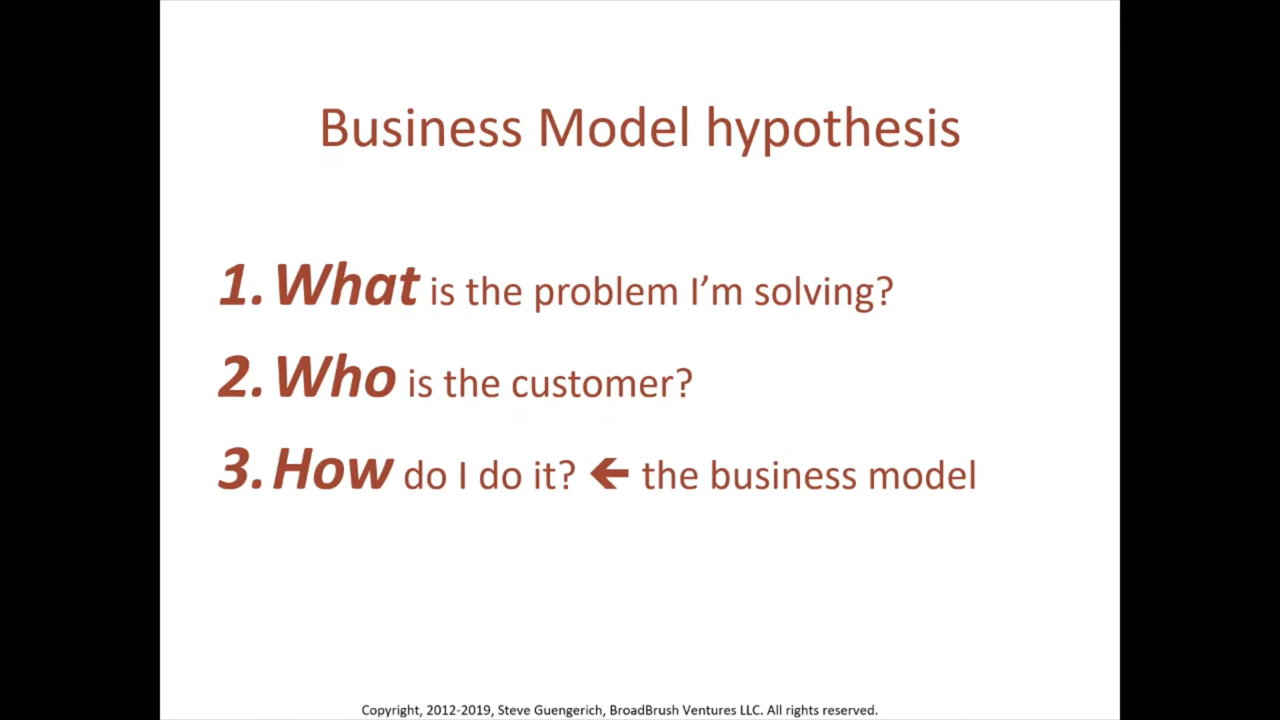 Business Model hypothesis
1. What is the problem I’m solving?
2. Who is the customer?
3. How do I do it? ← the business model
Copyright, 2012-2019, Steve Guengerich, BroadBrush Ventures LLC. All rights reserved.